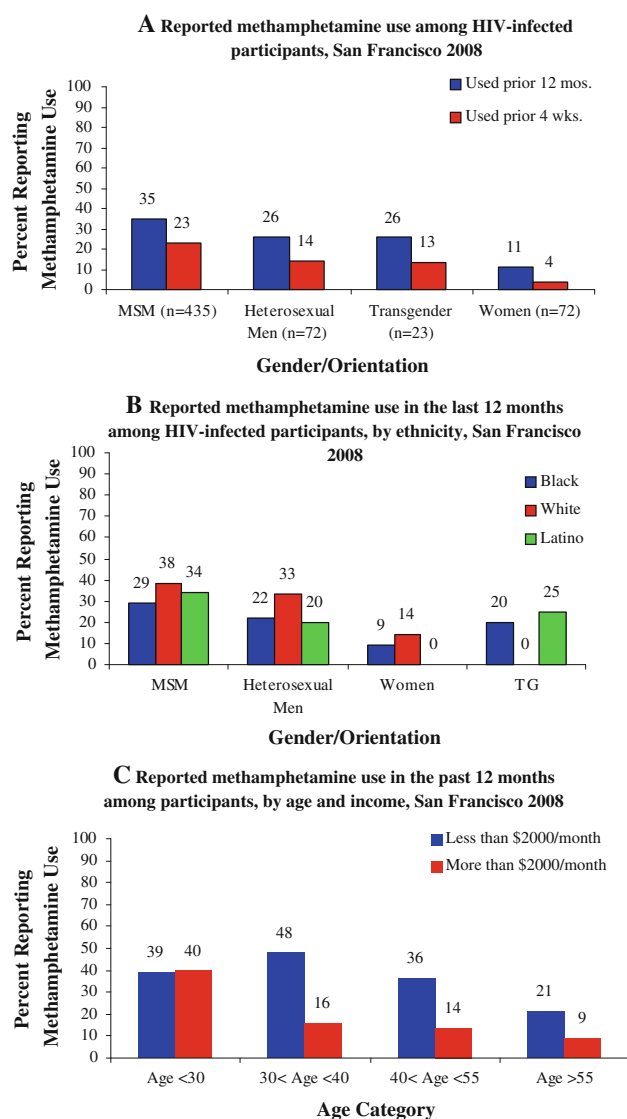 A Reported methamphetamine use among HIV-infected
participants, San Francisco 2008
Percent Reporting
Methamphetamine Use
100
90
80
70
60
50
40
30
20
10
0
Used prior 12 mos.
Used prior 4 wks.
35
23
26
14
26
13
11
4
MSM (n=435)
Heterosexual
Men (n=72)
Transgender
(n=23)
Women (n=72)
Gender/Orientation
B Reported methamphetamine use in the last 12 months
among HIV-infected participants, by ethnicity, San Francisco
2008
Percent Reporting
Methamphetamine Use
100
90
80
70
60
50
40
30
20
10
0
Black
White
Latino
29
38
34
22
33
20
9
14
0
20
0
25
MSM
Heterosexual
Men
Women
TG
Gender/Orientation
C Reported methamphetamine use in the past 12 months
among participants, by age and income, San Francisco 2008
Percent Reporting
Methamphetamine Use
100
90
80
70
60
50
40
30
20
10
0
Less than $2000/month
More than $2000/month
39
40
48
16
36
14
21
9
Age <30
30< Age <40
40< Age <55
Age >55
Age Category